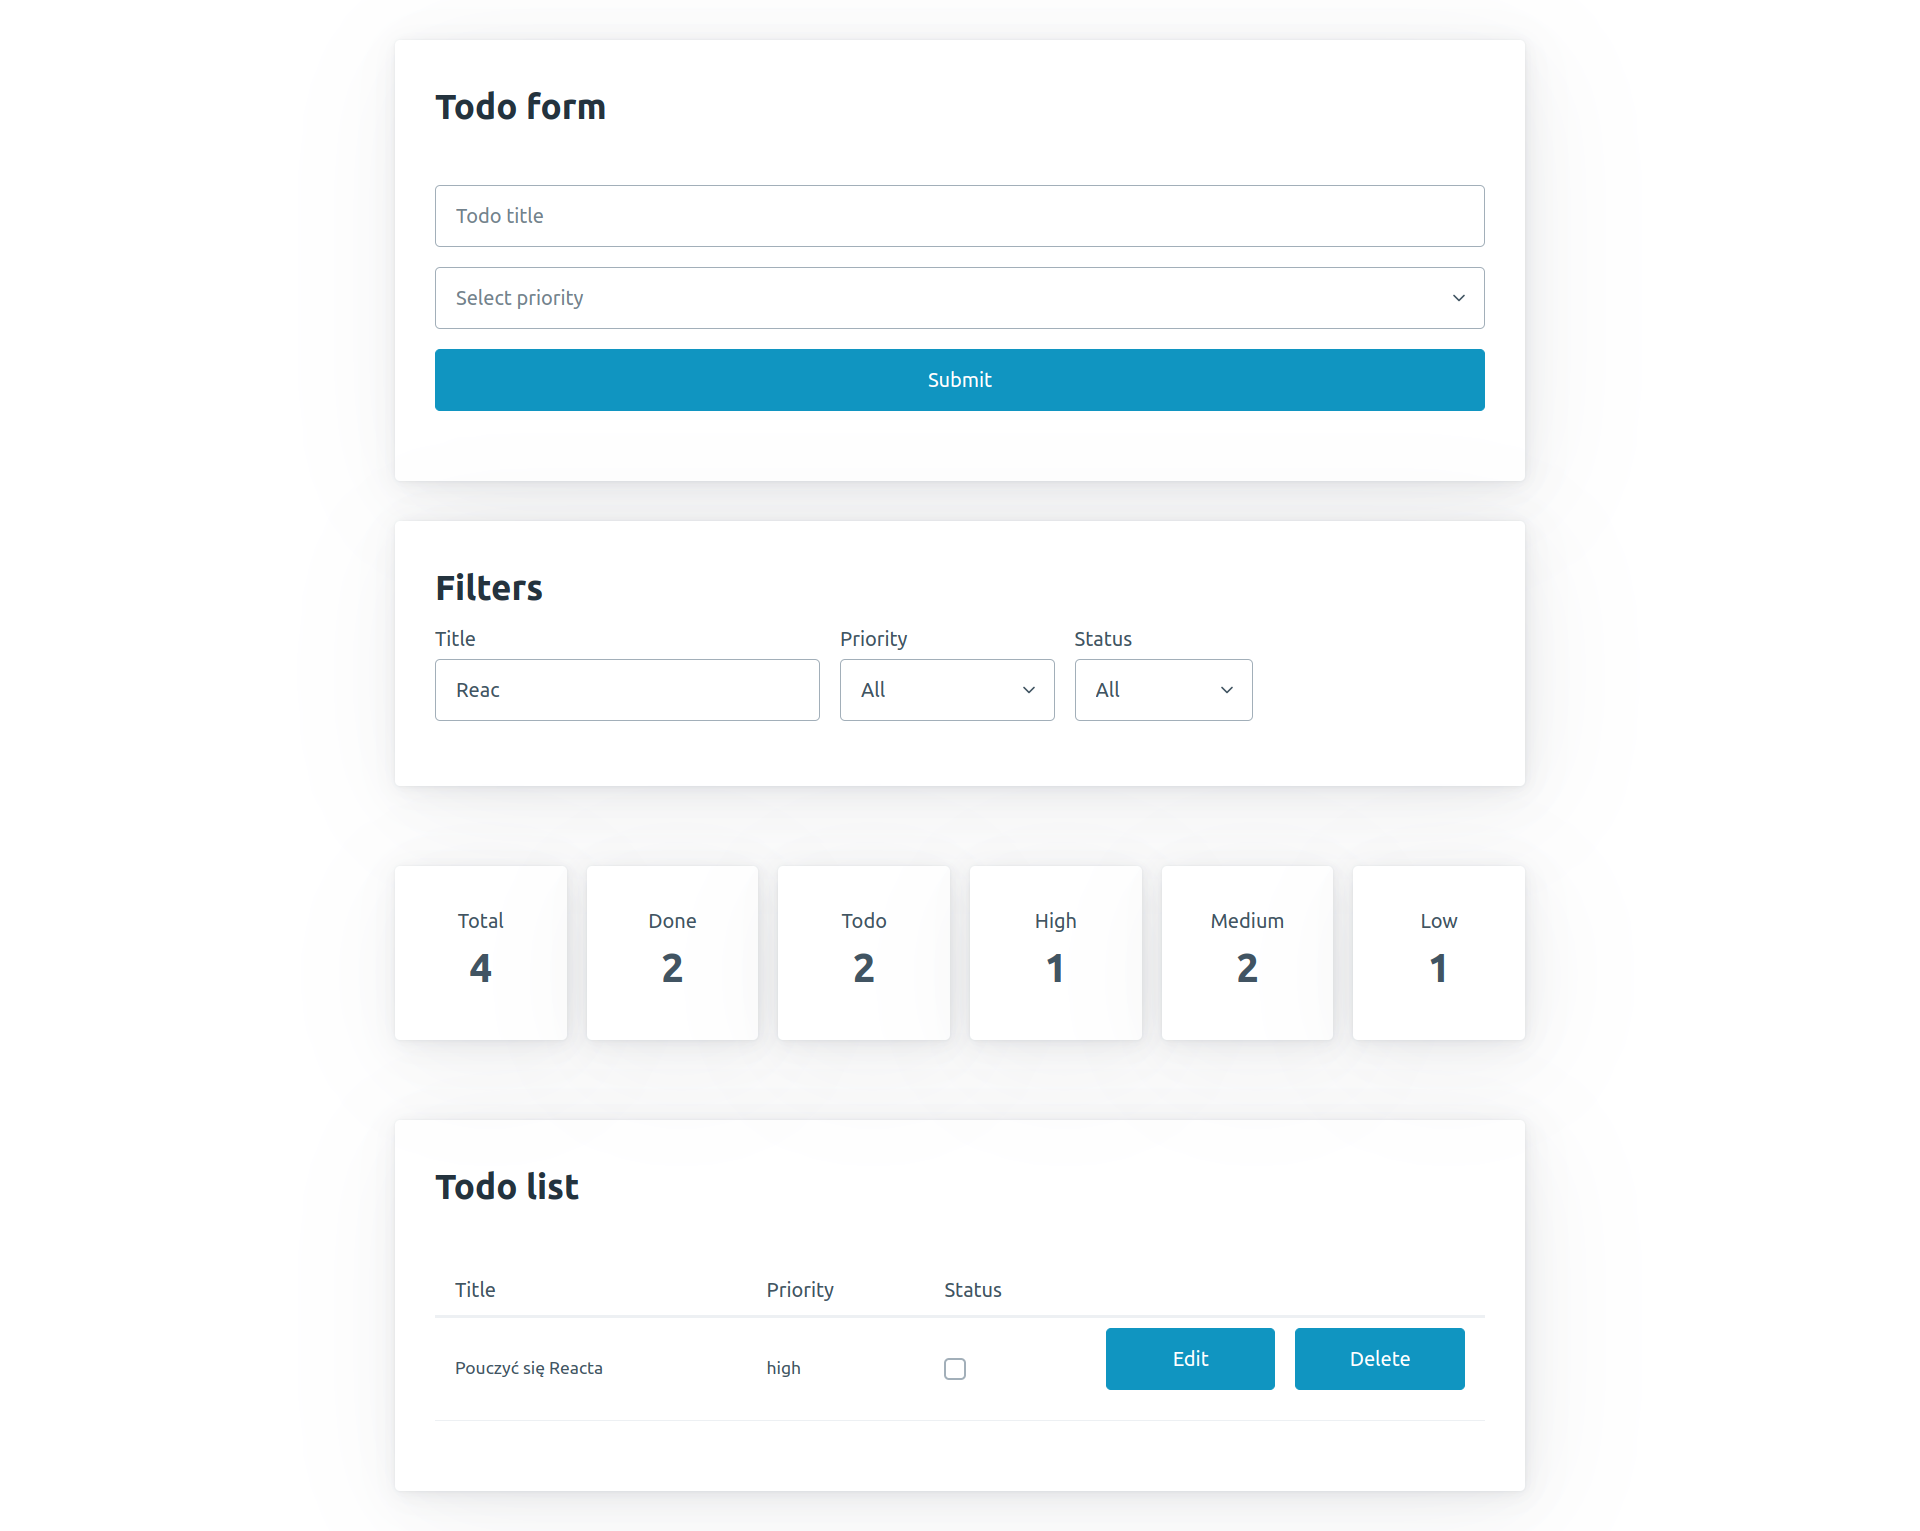 Todo form
Todo title
Select priority
Submit
Filters
Title Priority Status
Reac All All
Total Done Todo High Medium Low
4 2 2 1 2 1
Todo list
Title Priority Status
Pouczyć się Reacta high Edit Delete